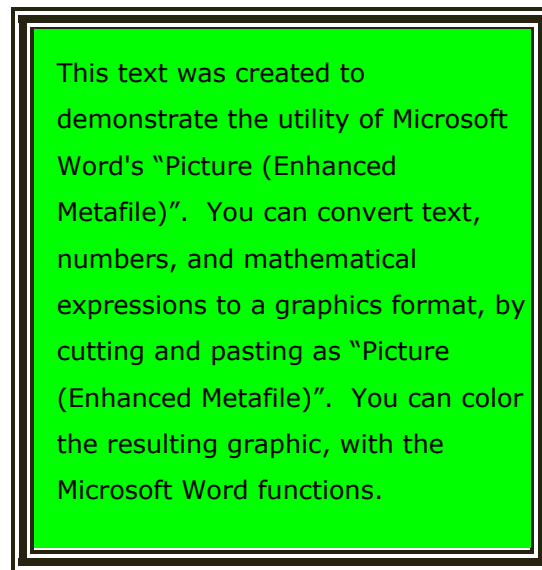 This text was created to
demonstrate the utility of Microsoft
Word's “Picture (Enhanced
Metafile)”.  You can convert text,
numbers, and mathematical
expressions to a graphics format, by
cutting and pasting as “Picture
(Enhanced Metafile)”.  You can color
the resulting graphic, with the
Microsoft Word functions.